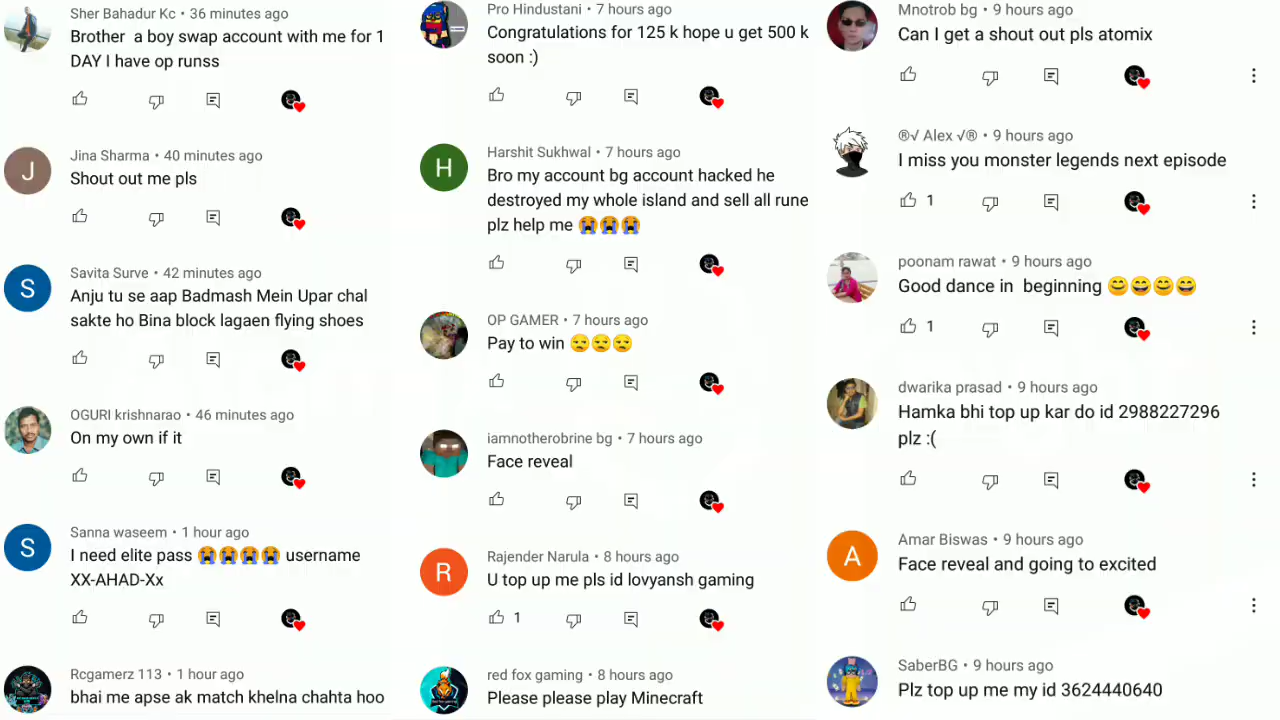 Sher Bahadur Kc • 36 minutes ago
Brother a boy swap account with me for 1
DAY I have op runss
J
Jina Sharma • 40 minutes ago
Shout out me pls
S
Savita Surve • 42 minutes ago
Anju tu se aap Badmash Mein Upar chal
sakte ho Bina block lagaen flying shoes
OGURI krishnarao • 46 minutes ago
On my own if it
S
Sanna waseem • 1 hour ago
I need elite pass 😭😭😭😭 username
XX-AHAD-Xx
Rcgamerz 113 • 1 hour ago
bhai me apse ak match khelna chahta hoo
Pro Hindustani • 7 hours ago
Congratulations for 125 k hope u get 500 k
soon :)
H
Harshit Sukhwal • 7 hours ago
Bro my account bg account hacked he
destroyed my whole island and sell all rune
plz help me 😭😭😭
OP GAMER • 7 hours ago
Pay to win 😒😒😒
iamnotherobrine bg • 7 hours ago
Face reveal
R
Rajender Narula • 8 hours ago
U top up me pls id lovyansh gaming
1
red fox gaming • 8 hours ago
Please please play Minecraft
Mnotrob bg • 9 hours ago
Can I get a shout out pls atomix
®√ Alex √® • 9 hours ago
I miss you monster legends next episode
1
poonam rawat • 9 hours ago
Good dance in beginning 😊😄😄😄
1
dwarika prasad • 9 hours ago
Hamka bhi top up kar do id 2988227296
plz :(
A
Amar Biswas • 9 hours ago
Face reveal and going to excited
SaberBG • 9 hours ago
Plz top up me my id 3624440640